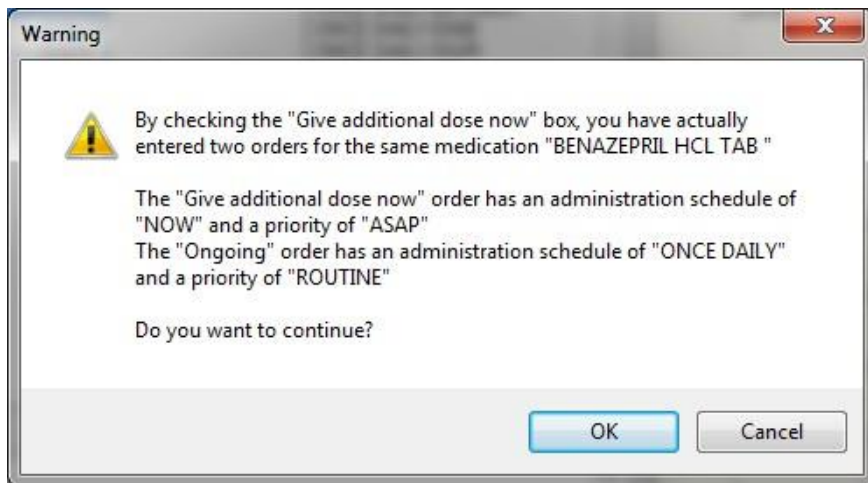 Warning
By checking the "Give additional dose now" box, you have actually
entered two orders for the same medication "BENAZEPRIL HCL TAB "
The "Give additional dose now" order has an administration schedule of
"NOW" and a priority of "ASAP"
The "Ongoing" order has an administration schedule of "ONCE DAILY"
and a priority of "ROUTINE"
Do you want to continue?
OK
Cancel